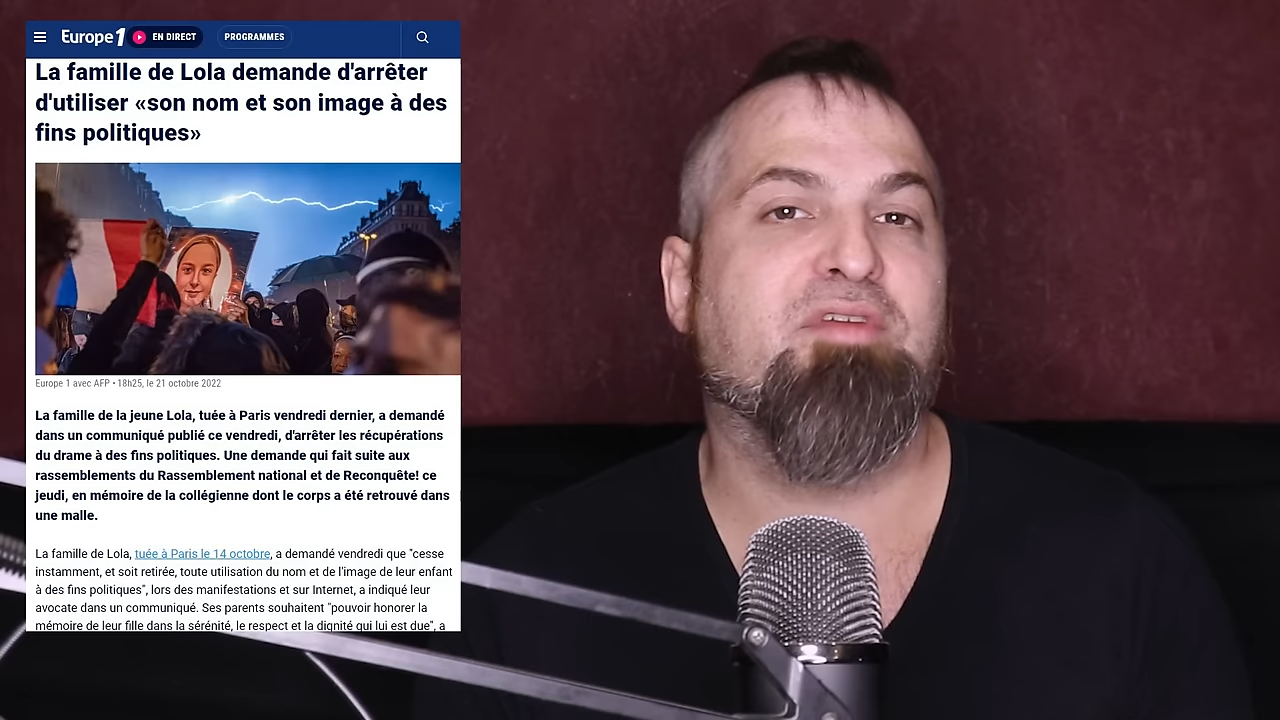 Europe 1
EN DIRECT
PROGRAMMES
La famille de Lola demande d'arrêter
d'utiliser «son nom et son image à des
fins politiques»
Europe 1 avec AFP • 18h25, le 21 octobre 2022
La famille de la jeune Lola, tuée à Paris vendredi dernier, a demandé
dans un communiqué publié ce vendredi, d'arrêter les récupérations
du drame à des fins politiques. Une demande qui fait suite aux
rassemblements du Rassemblement national et de Reconquête! ce
jeudi, en mémoire de la collégienne dont le corps a été retrouvé dans
une malle.
La famille de Lola, tuée à Paris le 14 octobre, a demandé vendredi que "cesse
instamment, et soit retirée, toute utilisation du nom et de l'image de leur enfant
à des fins politiques", lors des manifestations et sur Internet, a indiqué leur
avocate dans un communiqué. Ses parents souhaitent "pouvoir honorer la
mémoire de leur fille dans la sérénité, le respect et la dignité qui lui est due", a